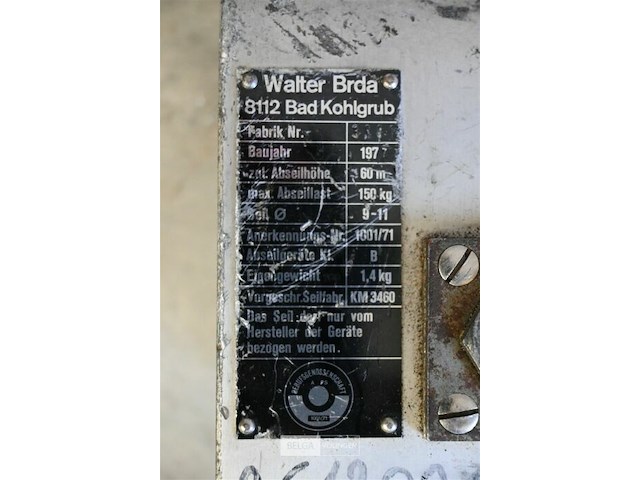 Walter Brda
8112 Bad Kohlgrub
Fabrik Nr.
Baujahr 197
zul. Abseilhöhe 60 m
max. Abseillast 150 kg
Seil Ø 9-11
Anerkennungs-Nr. 1001/71
Abseilgeräte Kl. B
Eigengewicht 1,4 kg
Vorgeschr. Seilfabr. KM 3460
Das Seil darf nur vom
Hersteller der Geräte
bezogen werden.
BERUFSGENOSSENSCHAFT
BELGA